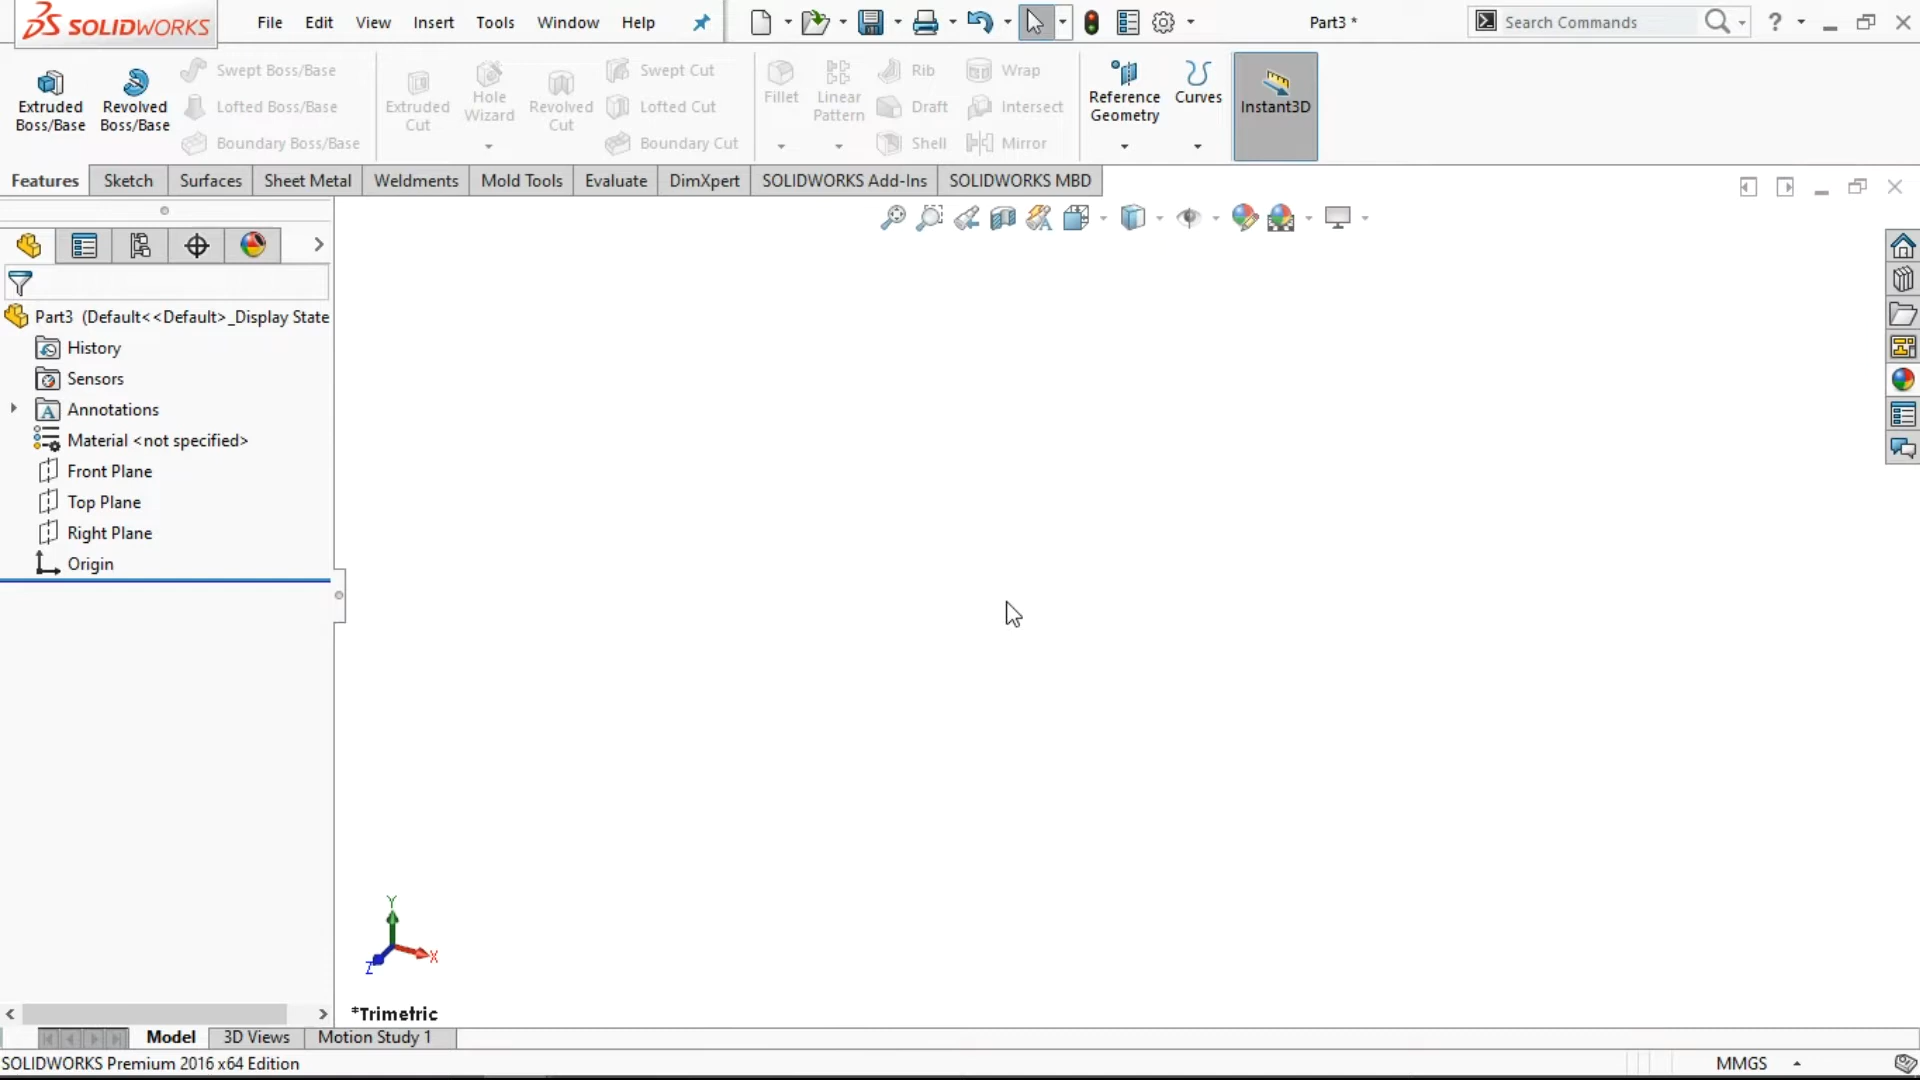 SOLIDWORKS File Edit View Insert Tools Window Help Part3 * Search Commands ?
Extruded Boss/Base
Revolved Boss/Base
Swept Boss/Base
Lofted Boss/Base
Boundary Boss/Base
Extruded Cut
Hole Wizard
Revolved Cut
Swept Cut
Lofted Cut
Boundary Cut
Fillet
Linear Pattern
Rib
Draft
Shell
Wrap
Intersect
Mirror
Reference Geometry
Curves
Instant3D
Features Sketch Surfaces Sheet Metal Weldments Mold Tools Evaluate DimXpert SOLIDWORKS Add-Ins SOLIDWORKS MBD
Part3 (Default<<Default>_Display State
History
Sensors
Annotations
Material <not specified>
Front Plane
Top Plane
Right Plane
Origin
Y
X
Z
*Trimetric
Model 3D Views Motion Study 1
SOLIDWORKS Premium 2016 x64 Edition MMGS